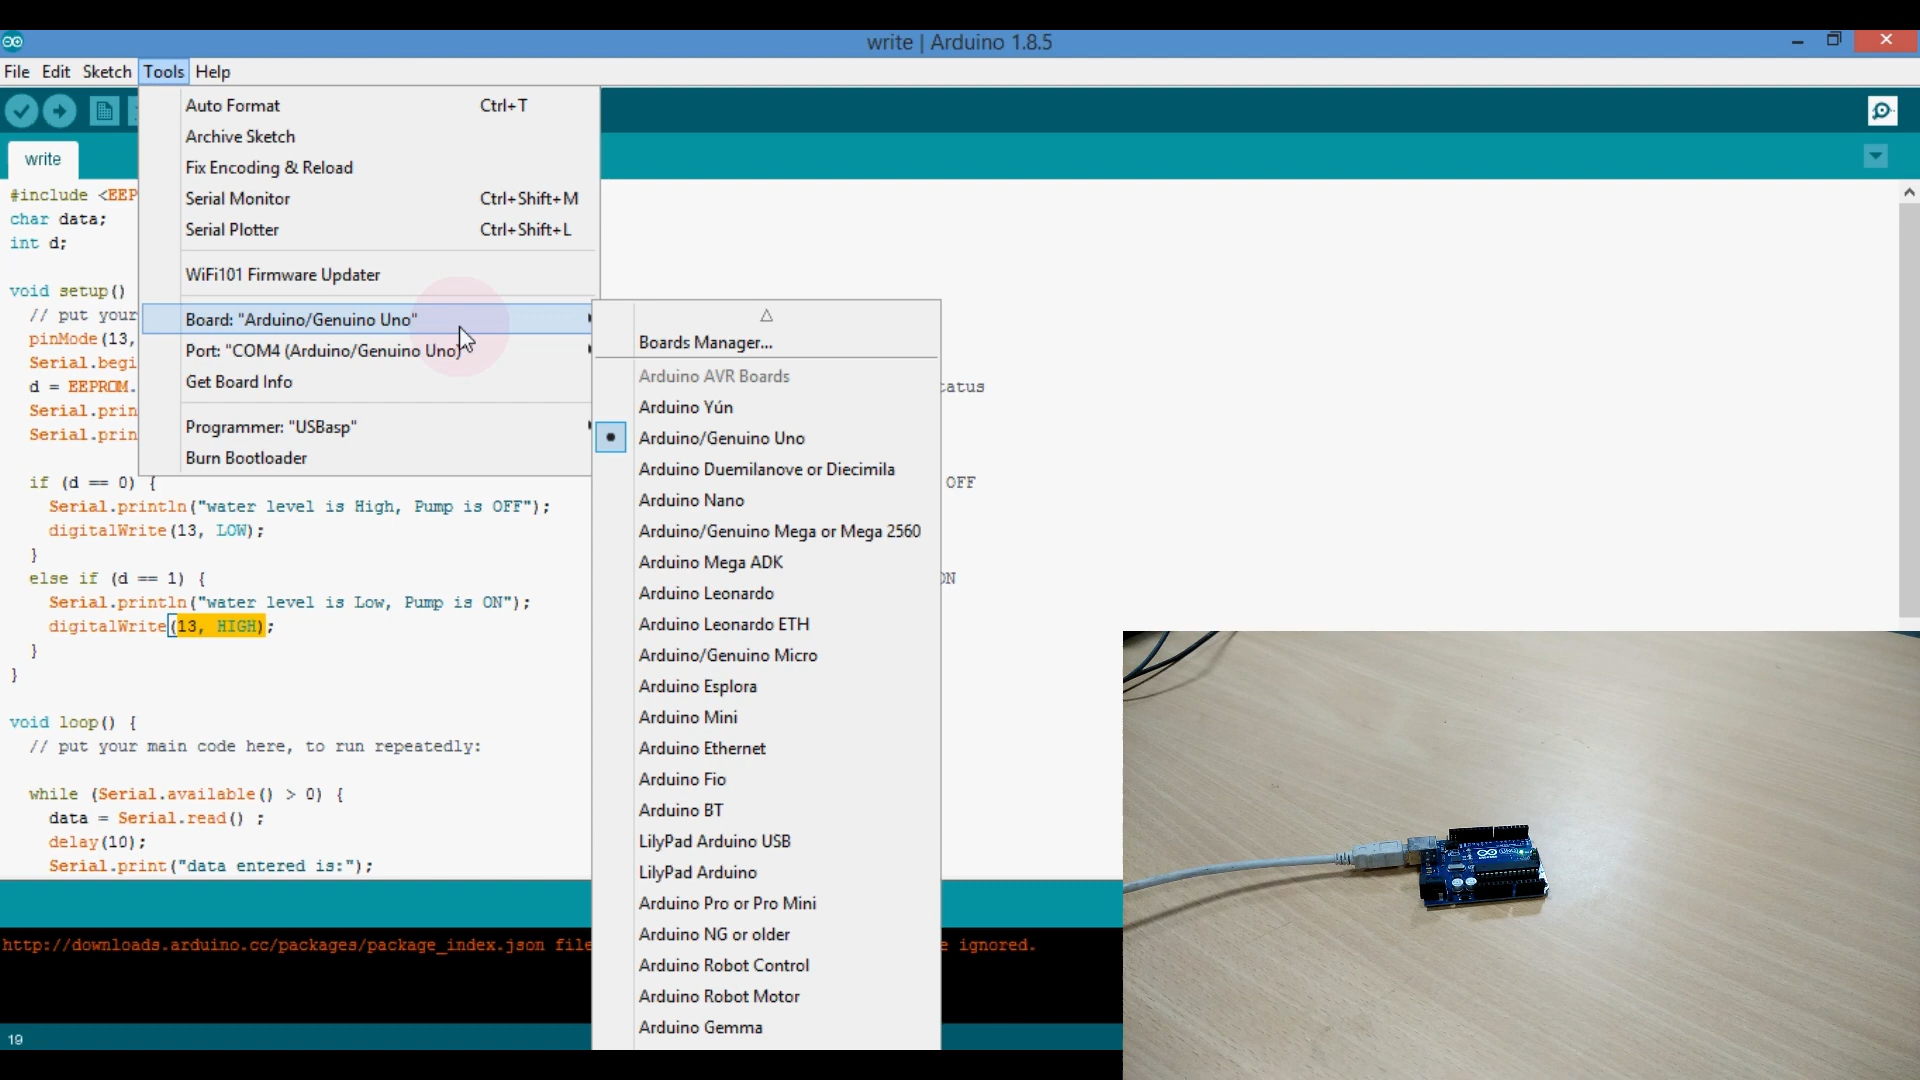 write | Arduino 1.8.5
File Edit Sketch Tools Help
write
Auto Format Ctrl+T
Archive Sketch
Fix Encoding & Reload
Serial Monitor Ctrl+Shift+M
Serial Plotter Ctrl+Shift+L
WiFi101 Firmware Updater
Board: "Arduino/Genuino Uno"
Port: "COM4 (Arduino/Genuino Uno)"
Get Board Info
Programmer: "USBasp"
Burn Bootloader
Boards Manager...
Arduino AVR Boards
Arduino Yún
Arduino/Genuino Uno
Arduino Duemilanove or Diecimila
Arduino Nano
Arduino/Genuino Mega or Mega 2560
Arduino Mega ADK
Arduino Leonardo
Arduino Leonardo ETH
Arduino/Genuino Micro
Arduino Esplora
Arduino Mini
Arduino Ethernet
Arduino Fio
Arduino BT
LilyPad Arduino USB
LilyPad Arduino
Arduino Pro or Pro Mini
Arduino NG or older
Arduino Robot Control
Arduino Robot Motor
Arduino Gemma
#include <EEP
char data;
int d;
void setup()
// put your
pinMode(13,
Serial.begi
d = EEPROM. tatus
Serial.prin
Serial.prin
if (d == 0) { OFF
Serial.println("water level is High, Pump is OFF");
digitalWrite(13, LOW);
}
else if (d == 1) { ON
Serial.println("water level is Low, Pump is ON");
digitalWrite(13, HIGH);
}
}
void loop() {
// put your main code here, to run repeatedly:
while (Serial.available() > 0) {
data = Serial.read() ;
delay(10);
Serial.print("data entered is:");
http://downloads.arduino.cc/packages/package_index.json file e ignored.
19
UNO